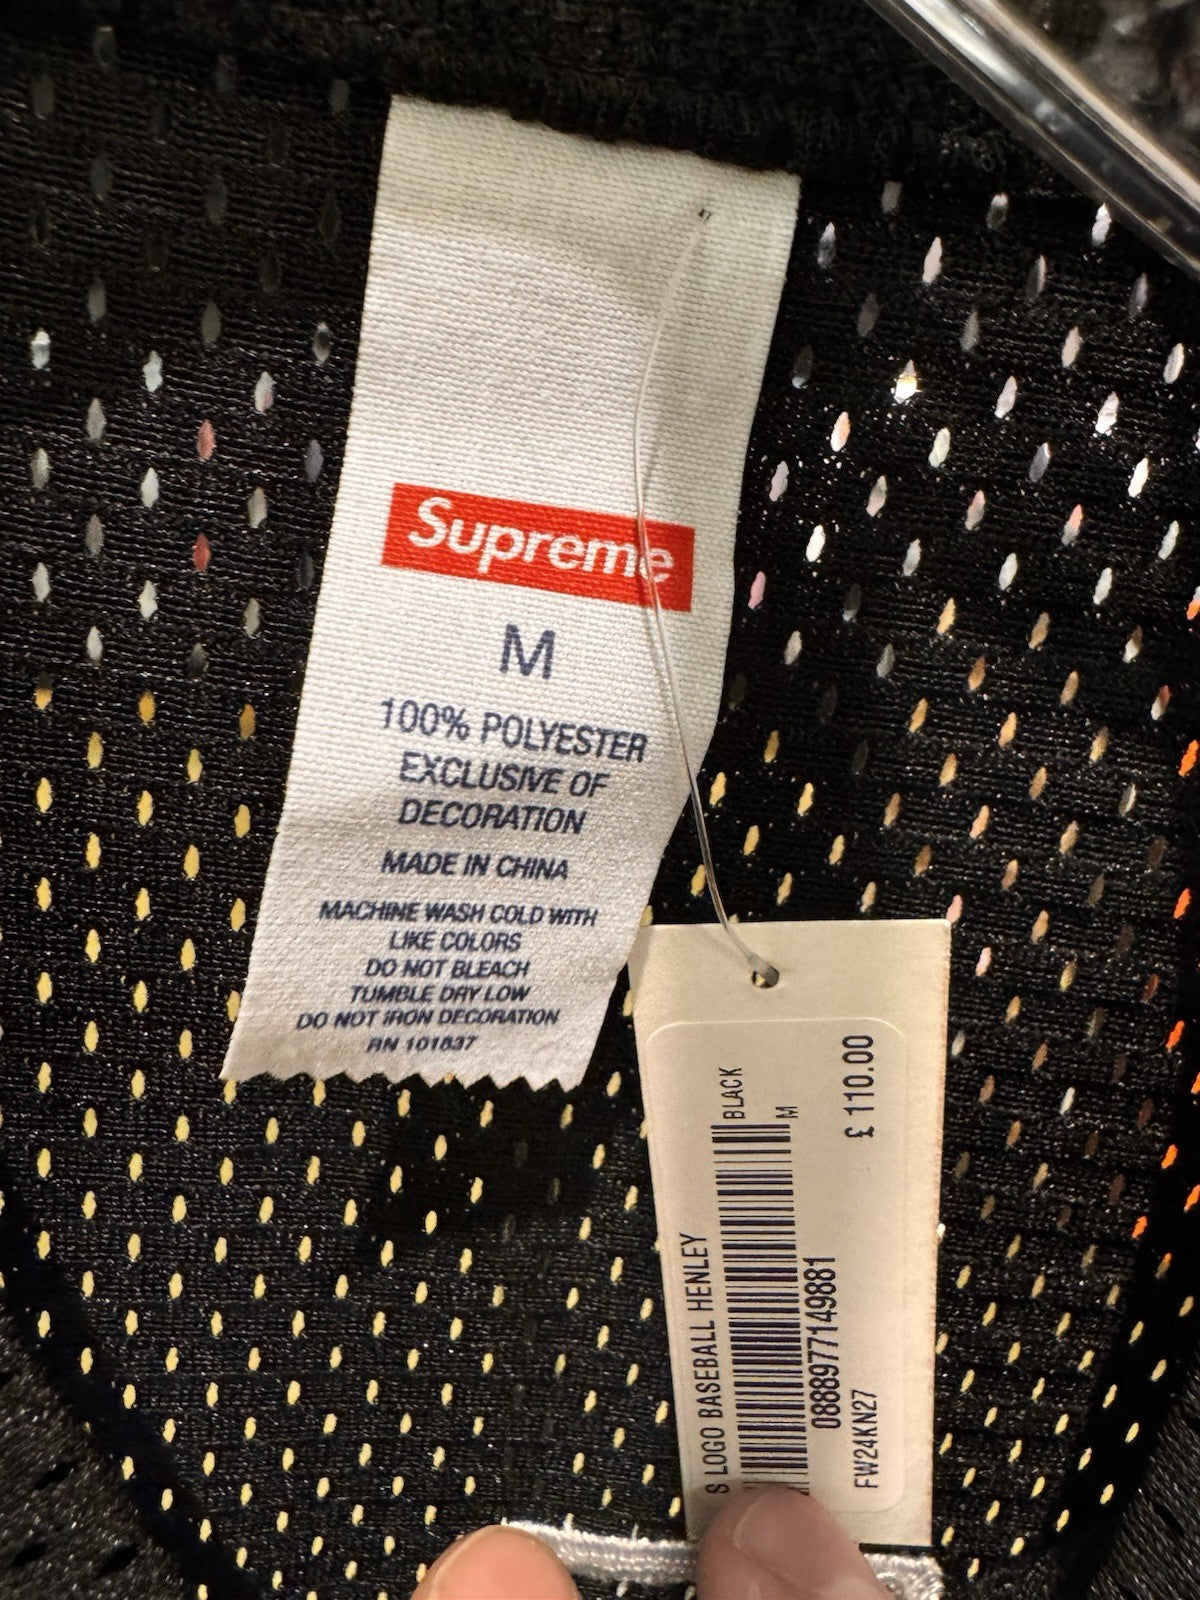 Supreme
M
100% POLYESTER
EXCLUSIVE OF
DECORATION
MADE IN CHINA
MACHINE WASH COLD WITH
LIKE COLORS
DO NOT BLEACH
TUMBLE DRY LOW
DO NOT IRON DECORATION
RN 101837
S LOGO BASEBALL HENLEY
BLACK
M
088977149881
FW24KN27
£ 110.00